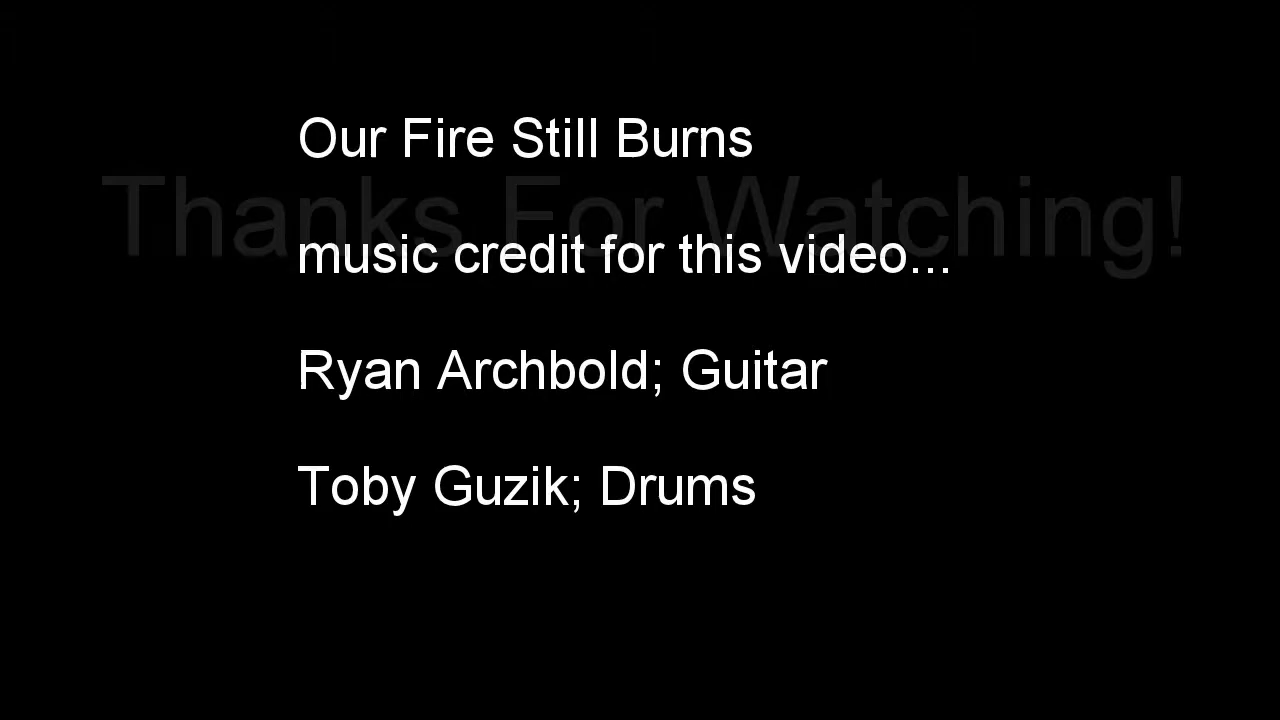 Our Fire Still Burns
Thanks For Watching!
music credit for this video...
Ryan Archbold; Guitar
Toby Guzik; Drums